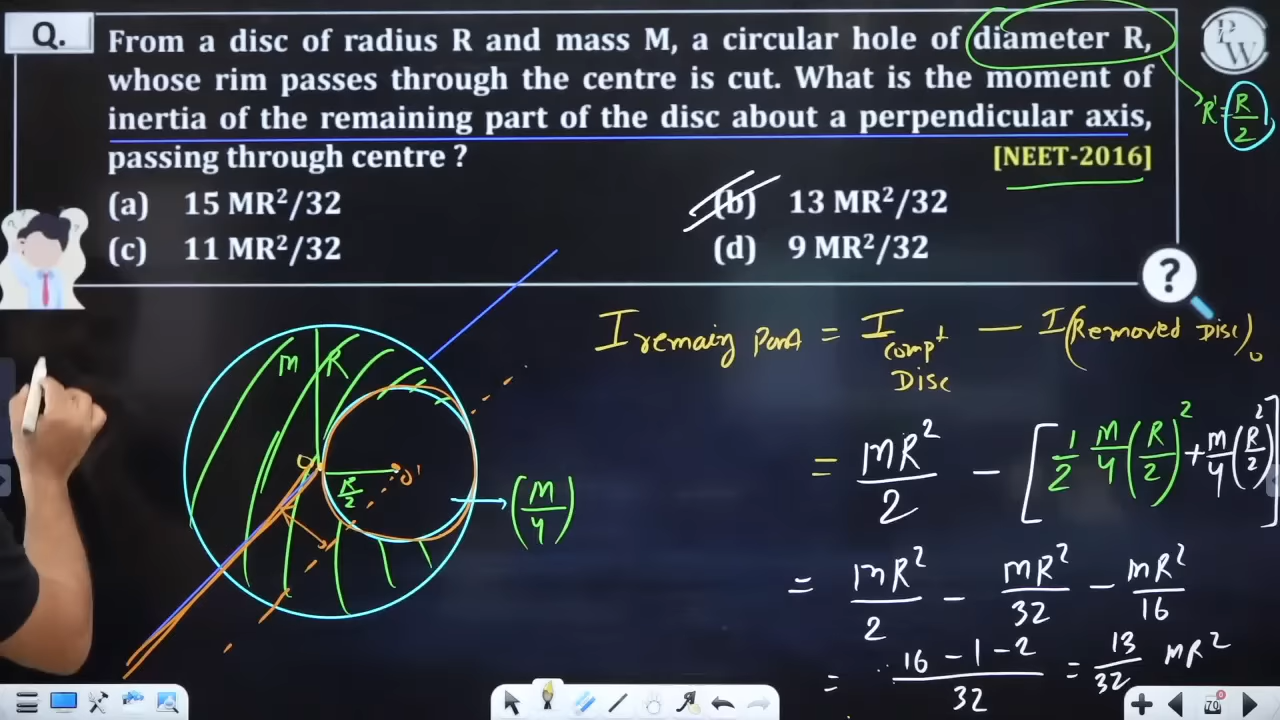 Q.
From a disc of radius R and mass M, a circular hole of diameter R,
whose rim passes through the centre is cut. What is the moment of
inertia of the remaining part of the disc about a perpendicular axis,
passing through centre ?
[NEET-2016]
(a) 15 MR²/32
(b) 13 MR²/32
(c) 11 MR²/32
(d) 9 MR²/32
PW
R' = R/2
?
I remaing Part = I comp^t Disc — I(Removed Disc)₀
= MR²/2 - [1/2 M/4 (R/2)² + M/4 (R/2)²]
= MR²/2 - MR²/32 - MR²/16
= 16 - 1 - 2/32 = 13/32 MR²
M R
O
R/2
O'
(M/4)
70